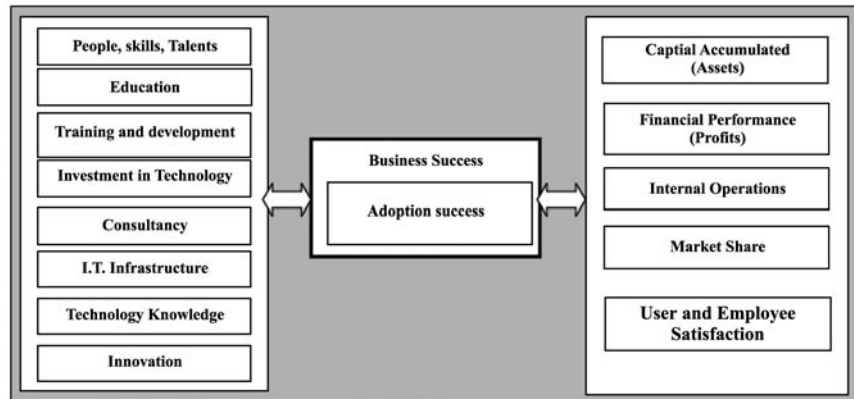 People, skills, Talents
Education
Training and development
Investment in Technology
Consultancy
I.T. Infrastructure
Technology Knowledge
Innovation
Business Success
Adoption success
Captial Accumulated
(Assets)
Financial Performance
(Profits)
Internal Operations
Market Share
User and Employee
Satisfaction